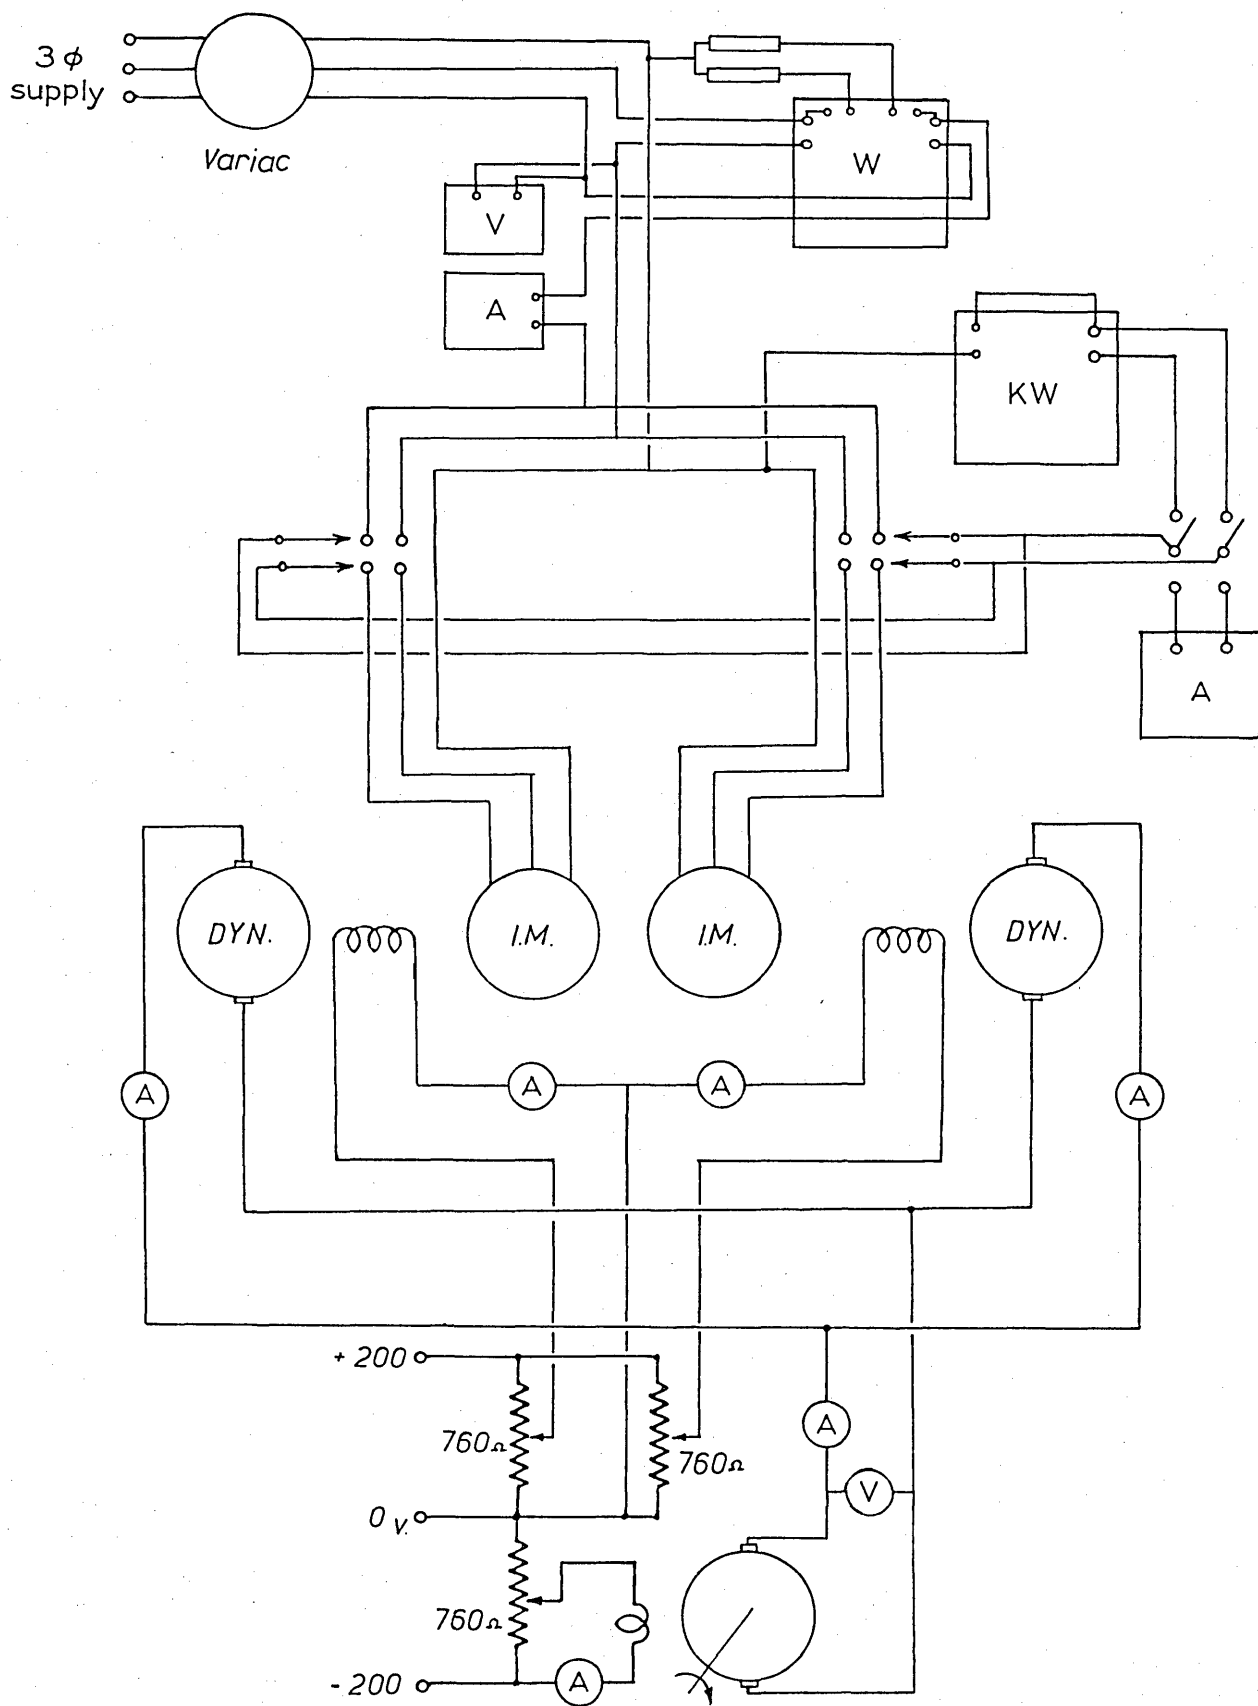 3 ϕ
supply
Variac
W
V
A
KW
A
DYN.
I.M.
I.M.
DYN.
A
A
A
A
+ 200
760Ω
760Ω
A
V
0 V.
760Ω
- 200
A